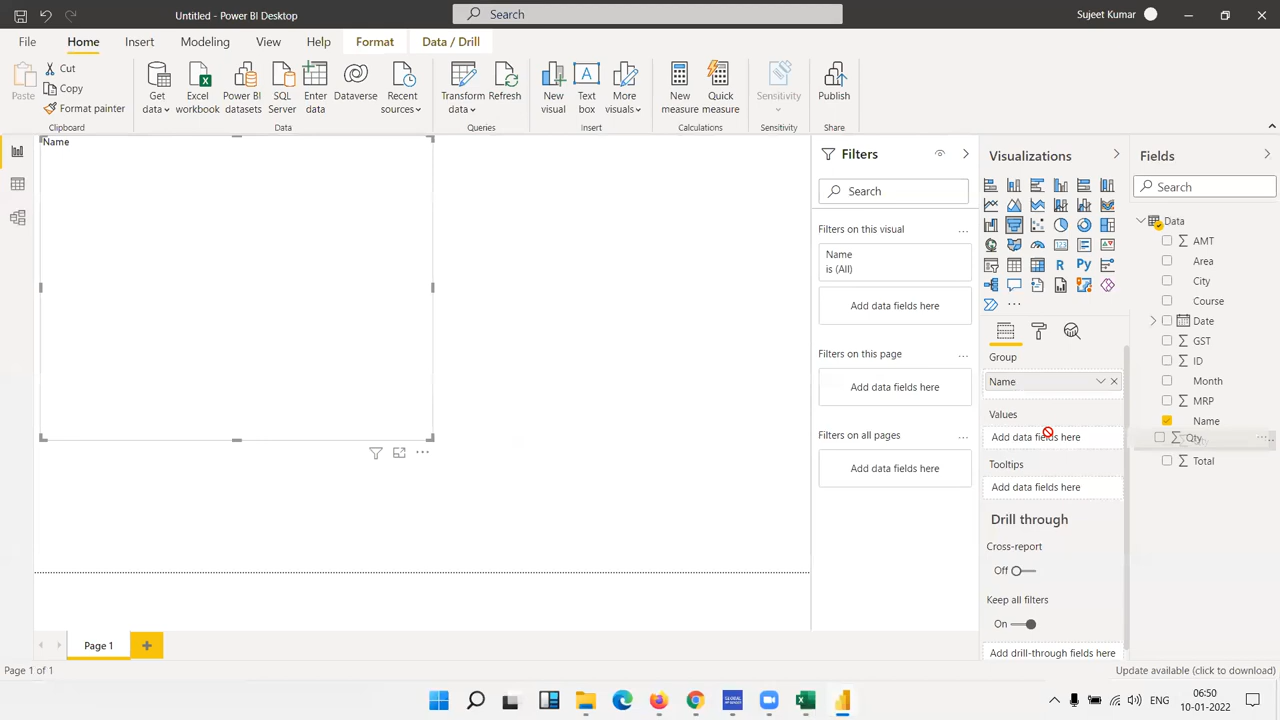 Untitled - Power BI Desktop
Search
Sujeet Kumar
File
Home
Insert
Modeling
View
Help
Format
Data / Drill
Paste
Cut
Copy
Format painter
Clipboard
Get data
Excel workbook
Power BI datasets
SQL Server
Enter data
Dataverse
Recent sources
Data
Transform data
Refresh
Queries
New visual
Text box
More visuals
Insert
New measure
Quick measure
Calculations
Sensitivity
Sensitivity
Publish
Share
Name
Filters
Search
Filters on this visual
Name
is (All)
Add data fields here
Filters on this page
Add data fields here
Filters on all pages
Add data fields here
Visualizations
R
Py
Group
Name
Values
Add data fields here
Tooltips
Add data fields here
Drill through
Cross-report
Off
Keep all filters
On
Add drill-through fields here
Fields
Search
Data
AMT
Area
City
Course
Date
GST
ID
Month
MRP
Name
Qty
Total
Page 1
Page 1 of 1
Update available (click to download)
ENG
06:50
10-01-2022